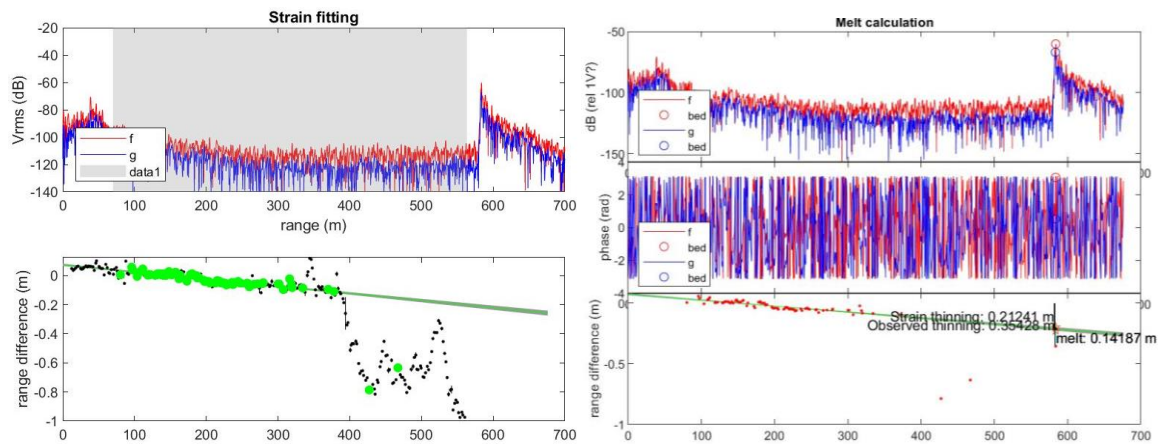 Strain fitting
-20
-40
-60
-80
-100
-120
-140
Vrms (dB)
f
g
data1
0 100 200 300 400 500 600 700
range (m)
0
-0.2
-0.4
-0.6
-0.8
-1
range difference (m)
0 100 200 300 400 500 600 700
Melt calculation
-50
-100
-150
dB (rel 1V?)
f
bed
g
bed
00
4
2
0
-2
-4
phase (rad)
f
bed
g
bed
00
0
-0.5
-1
range difference (m)
Strain thinning: 0.21241 m
Observed thinning: 0.35428 m
melt: 0.14187 m
0 100 200 300 400 500 600 700